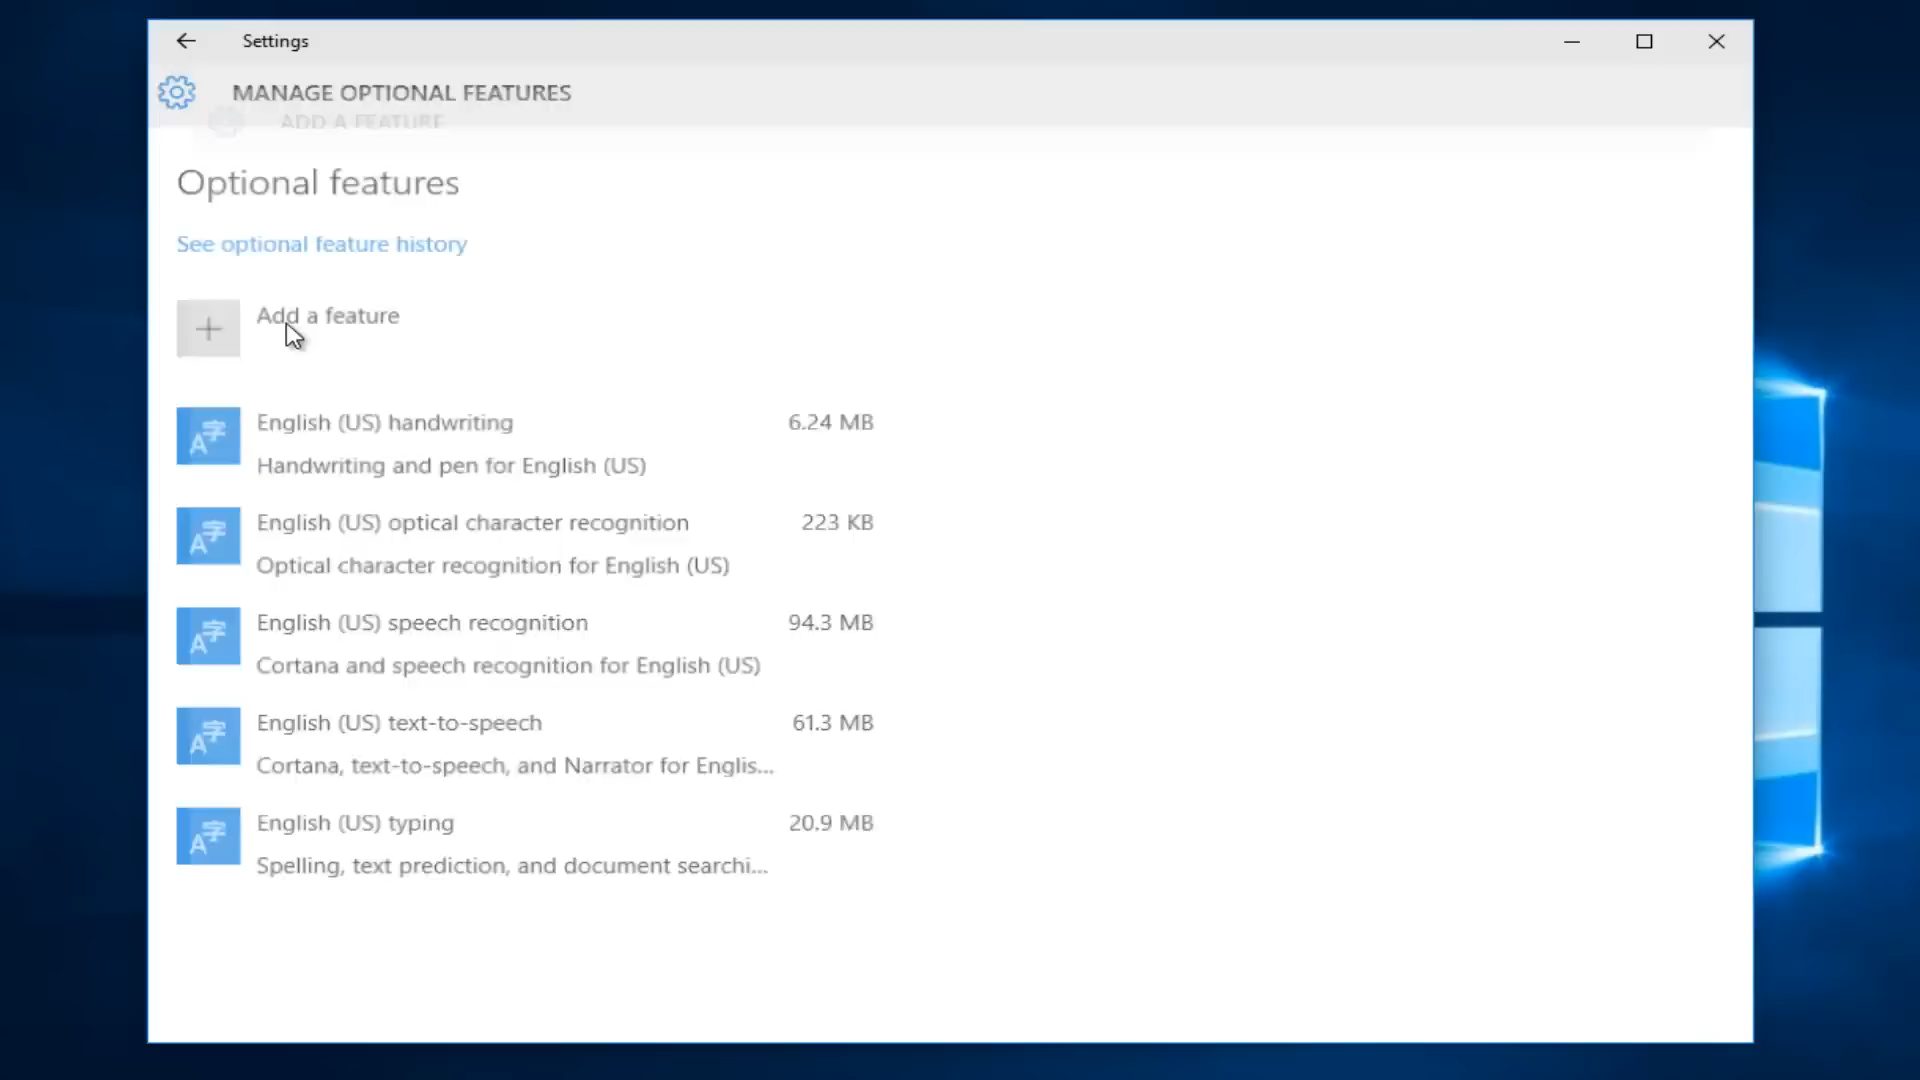 Settings
MANAGE OPTIONAL FEATURES
ADD A FEATURE
Optional features
See optional feature history
Add a feature
English (US) handwriting 6.24 MB
Handwriting and pen for English (US)
English (US) optical character recognition 223 KB
Optical character recognition for English (US)
English (US) speech recognition 94.3 MB
Cortana and speech recognition for English (US)
English (US) text-to-speech 61.3 MB
Cortana, text-to-speech, and Narrator for Englis...
English (US) typing 20.9 MB
Spelling, text prediction, and document searchi...